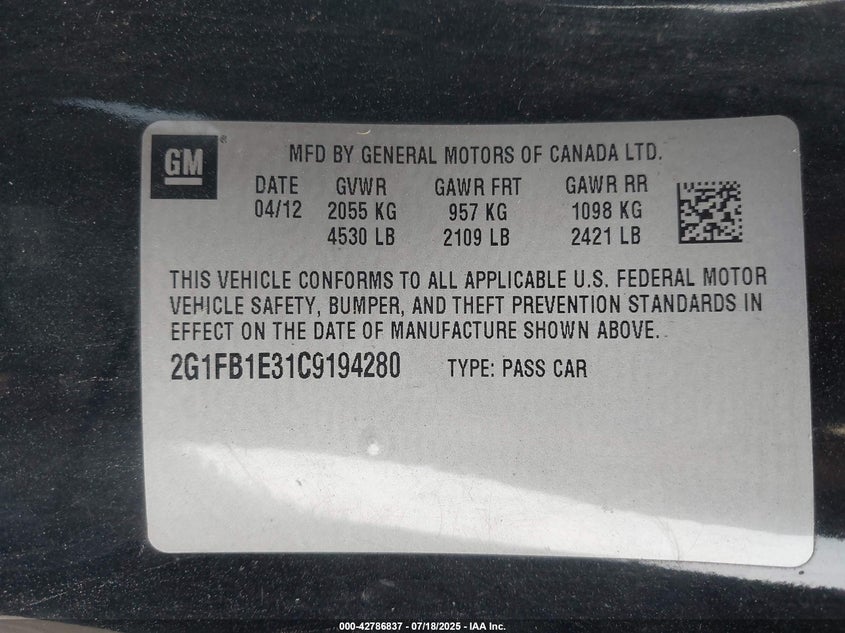 GM ®
MFD BY GENERAL MOTORS OF CANADA LTD.
DATE GVWR GAWR FRT GAWR RR
04/12 2055 KG 957 KG 1098 KG
4530 LB 2109 LB 2421 LB
THIS VEHICLE CONFORMS TO ALL APPLICABLE U.S. FEDERAL MOTOR
VEHICLE SAFETY, BUMPER, AND THEFT PREVENTION STANDARDS IN
EFFECT ON THE DATE OF MANUFACTURE SHOWN ABOVE.
2G1FB1E31C9194280 TYPE: PASS CAR
000-42786837 - 07/18/2025 - IAA Inc.